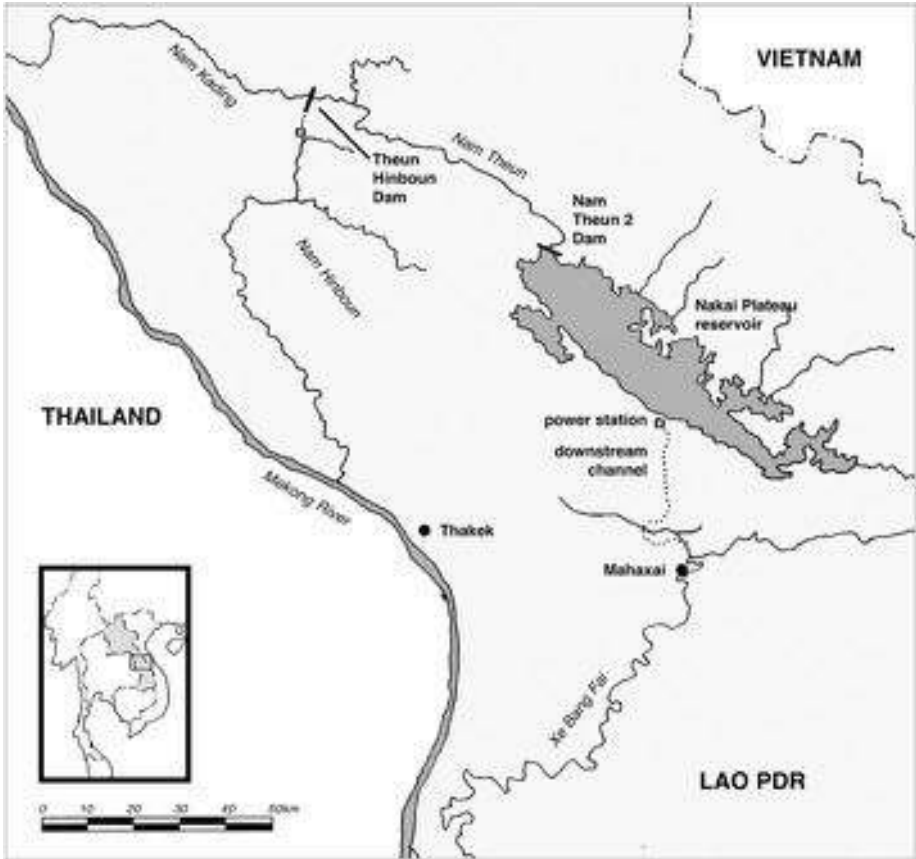 VIETNAM
Nam Kading
Nam Theun
Theun
Hinboun
Dam
Nam
Theun 2
Dam
Nam Hinboun
Nakai Plateau
reservoir
THAILAND
power station
downstream
channel
Mekong River
Thakek
Mahaxai
Xe Bang Fai
LAO PDR
0 10 20 30 40 50km